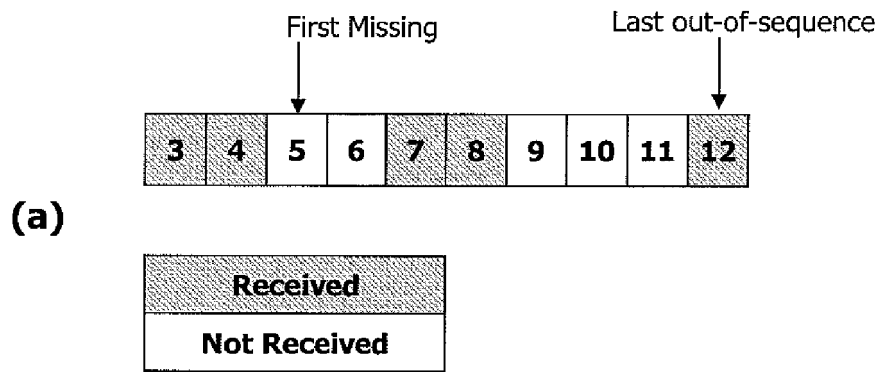 First Missing
Last out-of-sequence
3 4 5 6 7 8 9 10 11 12
(a)
Received
Not Received